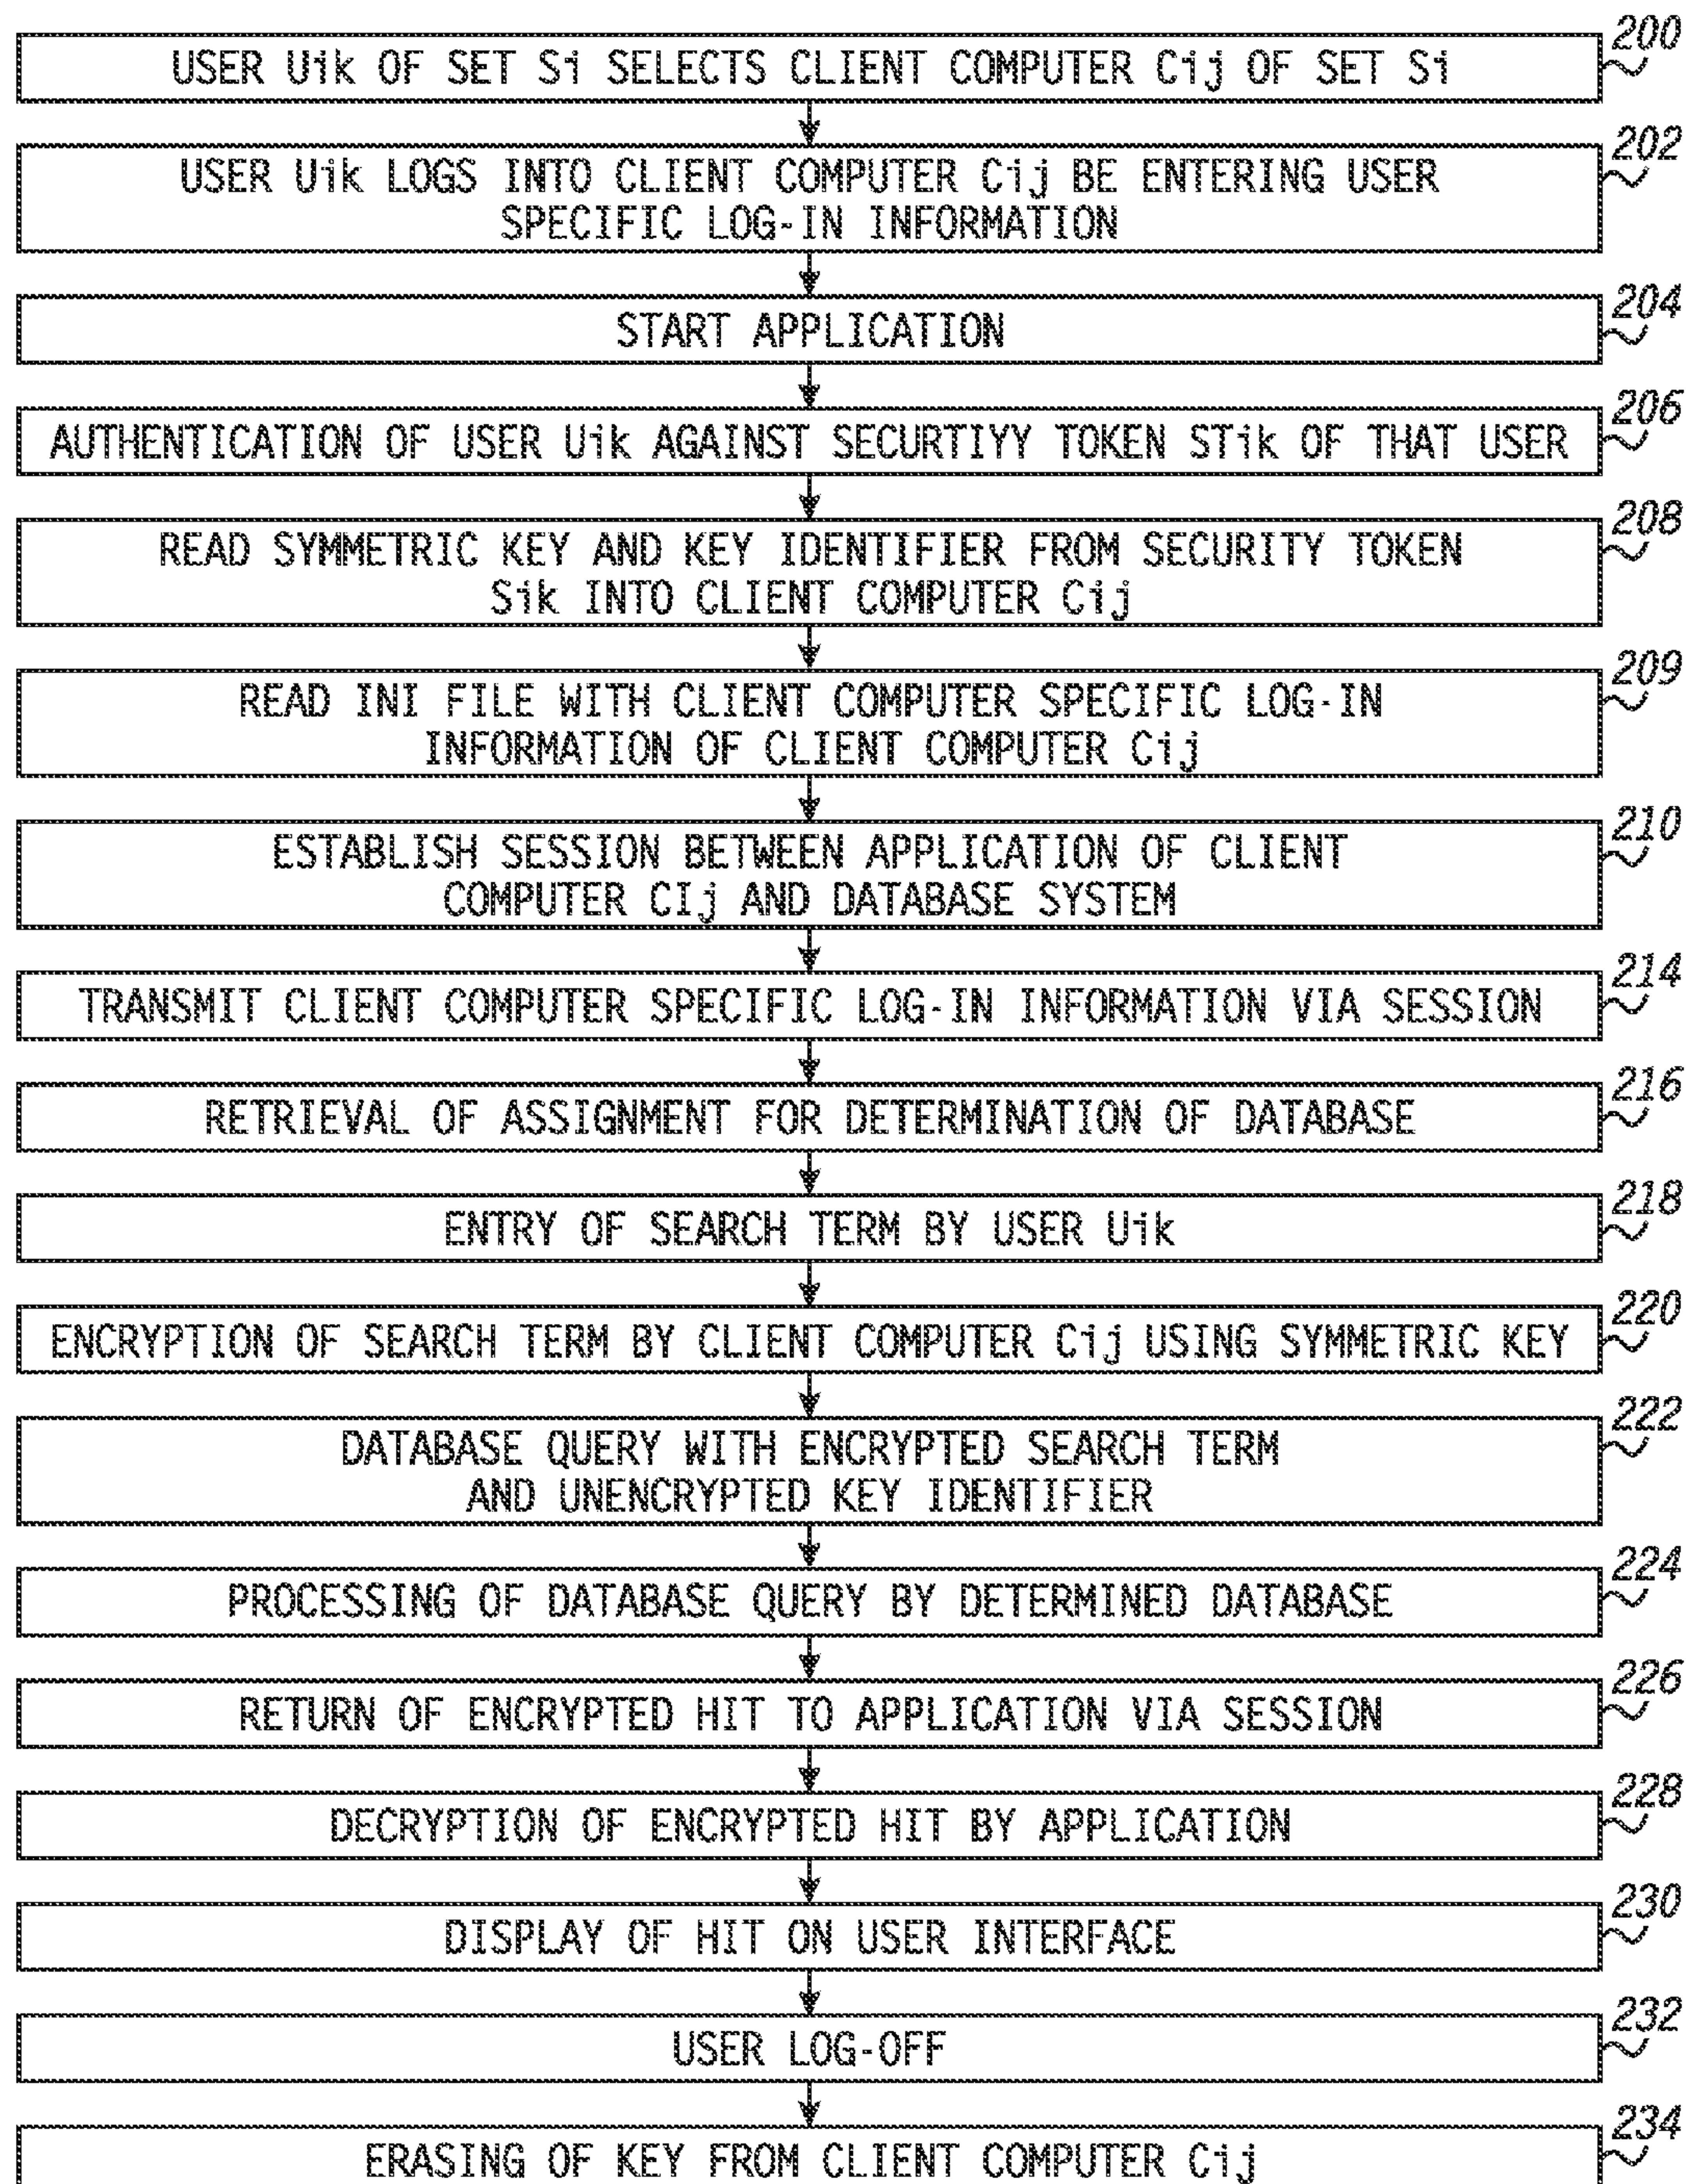 200
USER Uik OF SET Si SELECTS CLIENT COMPUTER Cij OF SET Si
202
USER Uik LOGS INTO CLIENT COMPUTER Cij BE ENTERING USER
SPECIFIC LOG-IN INFORMATION
204
START APPLICATION
206
AUTHENTICATION OF USER Uik AGAINST SECURTIYY TOKEN STik OF THAT USER
208
READ SYMMETRIC KEY AND KEY IDENTIFIER FROM SECURITY TOKEN
Sik INTO CLIENT COMPUTER Cij
209
READ INI FILE WITH CLIENT COMPUTER SPECIFIC LOG-IN
INFORMATION OF CLIENT COMPUTER Cij
210
ESTABLISH SESSION BETWEEN APPLICATION OF CLIENT
COMPUTER CIj AND DATABASE SYSTEM
214
TRANSMIT CLIENT COMPUTER SPECIFIC LOG-IN INFORMATION VIA SESSION
216
RETRIEVAL OF ASSIGNMENT FOR DETERMINATION OF DATABASE
218
ENTRY OF SEARCH TERM BY USER Uik
220
ENCRYPTION OF SEARCH TERM BY CLIENT COMPUTER Cij USING SYMMETRIC KEY
222
DATABASE QUERY WITH ENCRYPTED SEARCH TERM
AND UNENCRYPTED KEY IDENTIFIER
224
PROCESSING OF DATABASE QUERY BY DETERMINED DATABASE
226
RETURN OF ENCRYPTED HIT TO APPLICATION VIA SESSION
228
DECRYPTION OF ENCRYPTED HIT BY APPLICATION
230
DISPLAY OF HIT ON USER INTERFACE
232
USER LOG-OFF
234
ERASING OF KEY FROM CLIENT COMPUTER Cij